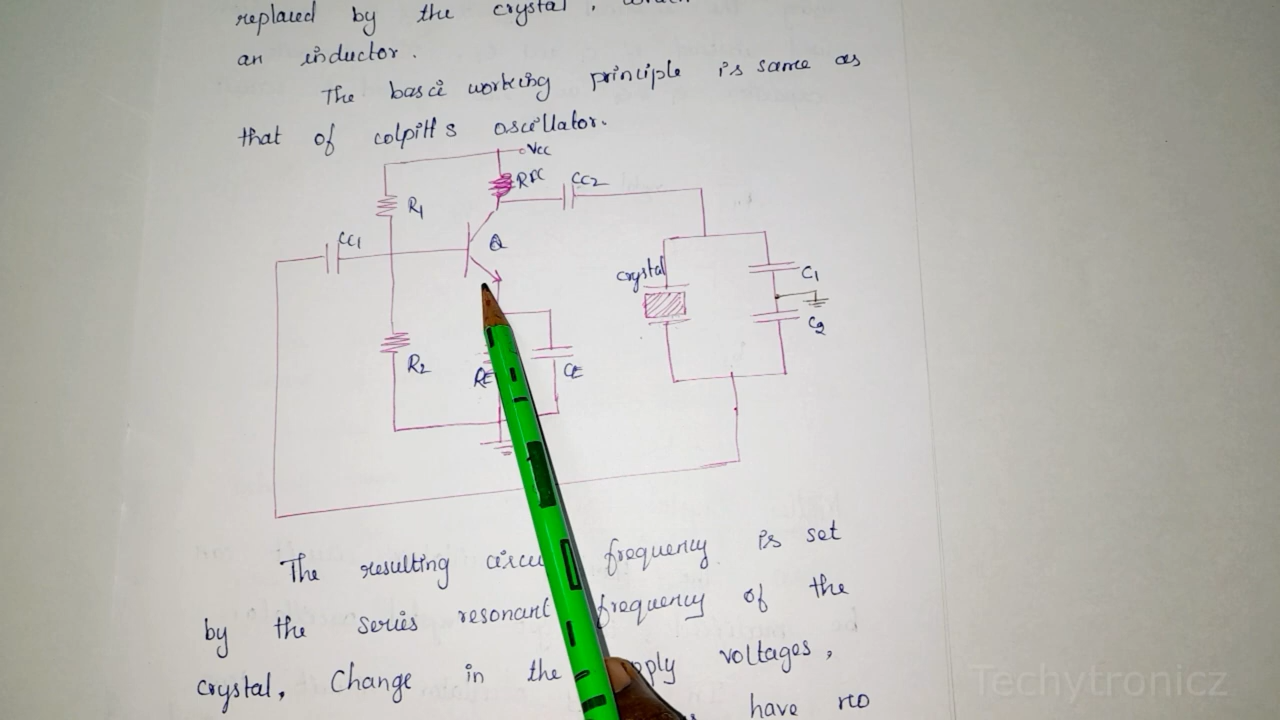 replaced by the crystal,
an inductor.
The basic working principle is same as
that of colpitt's oscillator.
Vcc
RFC
CC2
R1
CC1
Q
crystal
C1
C2
R2
RE
CE
The resulting frequency is set
by the series resonant frequency of the
crystal, Change in the voltages,
have no
Techytronicz